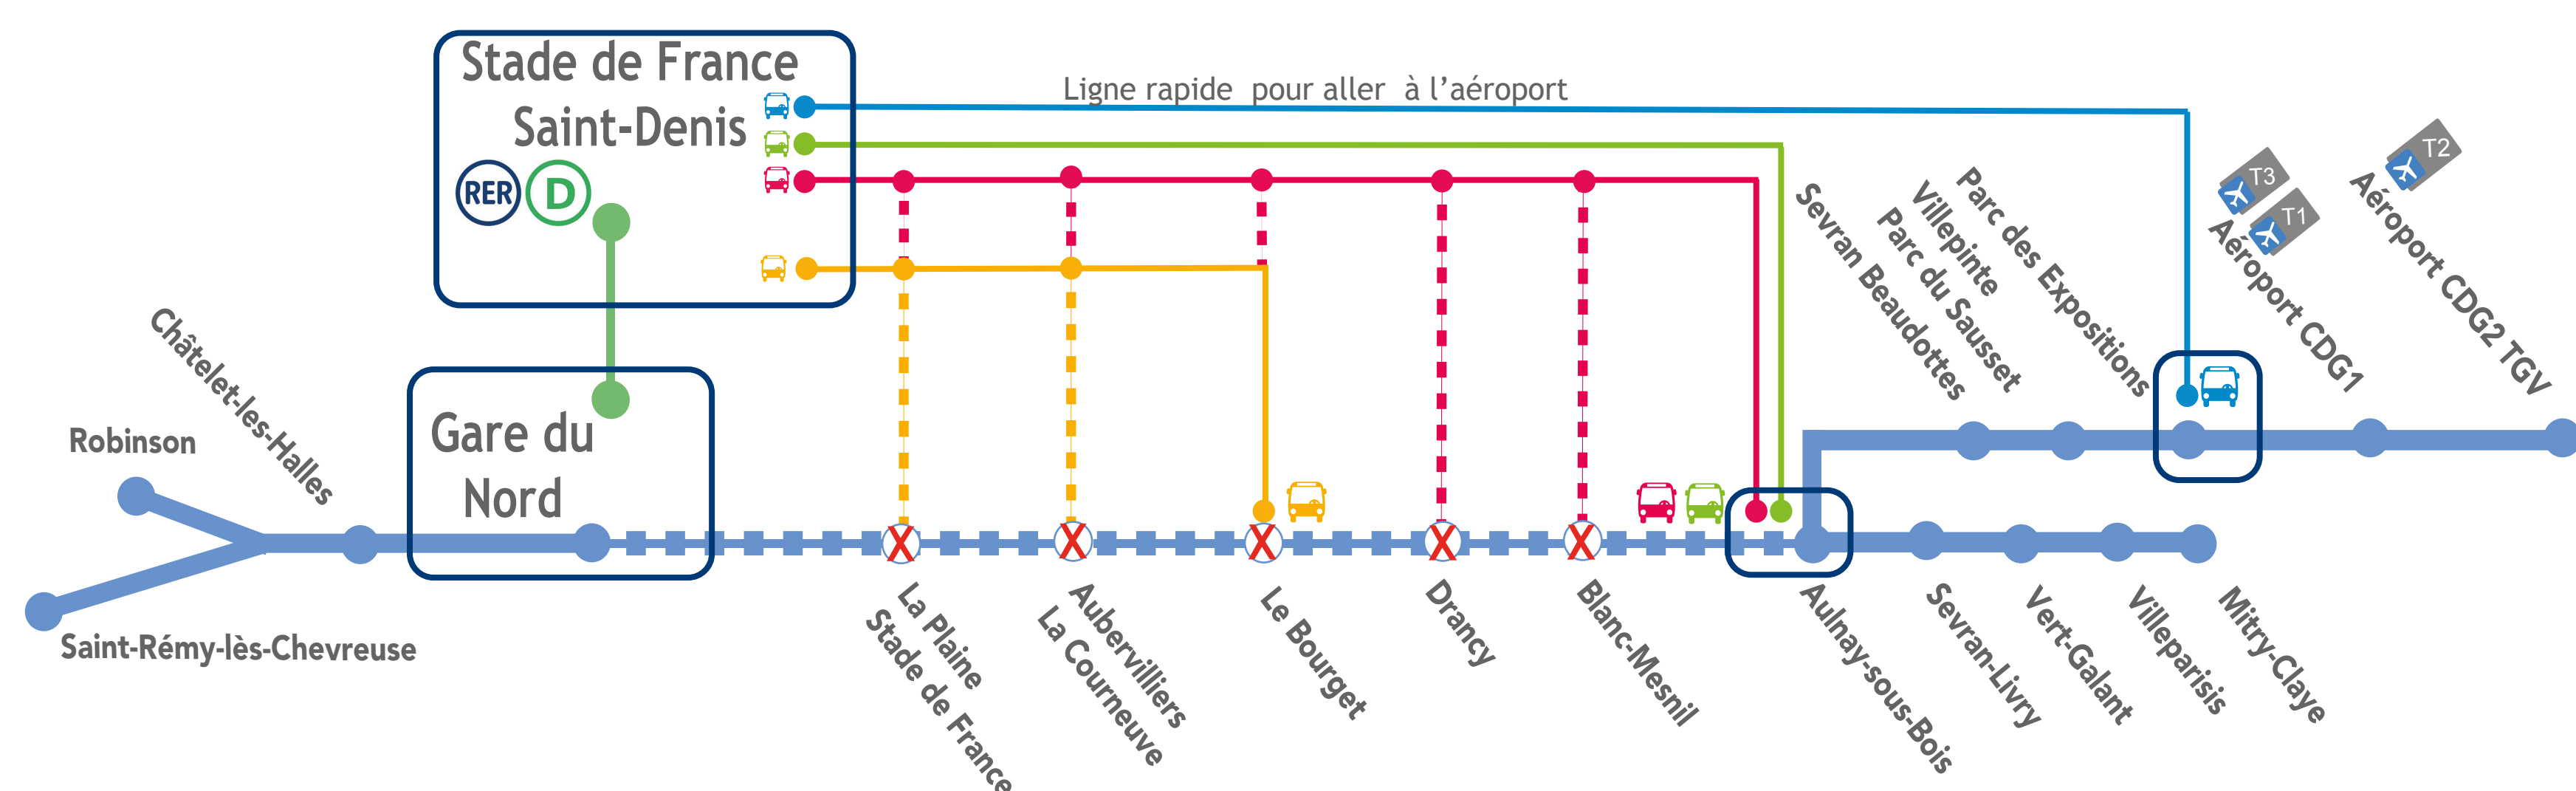 Stade de France
Saint-Denis
RER D
Ligne rapide pour aller à l'aéroport
Gare du
Nord
Châtelet-les-Halles
Robinson
Saint-Rémy-lès-Chevreuse
La Plaine
Stade de France
Aubervilliers
La Courneuve
Le Bourget
Drancy
Blanc-Mesnil
Aulnay-sous-Bois
Sevran-Livry
Vert-Galant
Villeparisis
Mitry-Claye
Sevran Beaudottes
Villepinte
Parc du Sausset
Parc des Expositions
T3
T1
Aéroport CDG1
T2
Aéroport CDG2 TGV
X
X
X
X
X